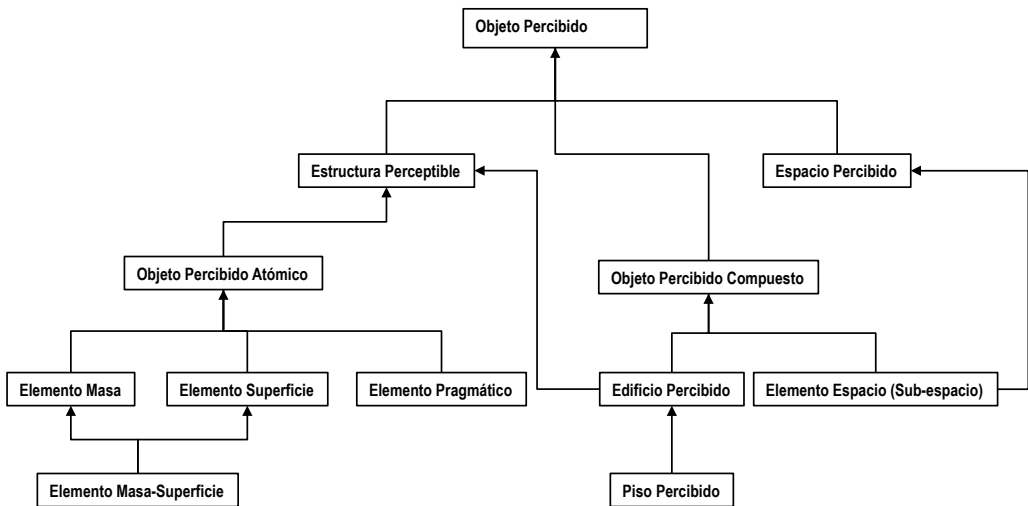 Objeto Percibido
Estructura Perceptible
Espacio Percibido
Objeto Percibido Atómico
Objeto Percibido Compuesto
Elemento Masa
Elemento Superficie
Elemento Pragmático
Edificio Percibido
Elemento Espacio (Sub-espacio)
Elemento Masa-Superficie
Piso Percibido